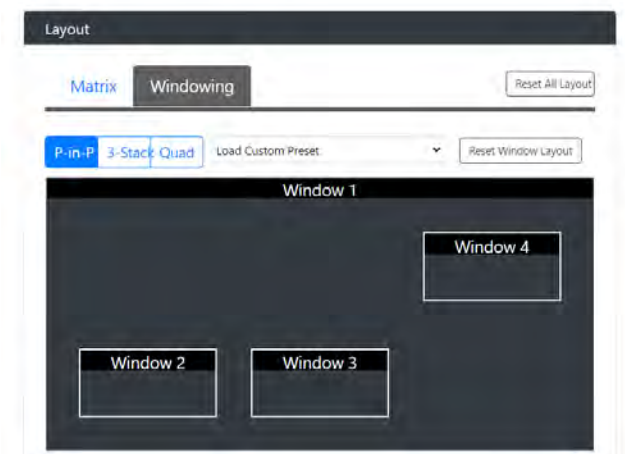 Layout
Matrix Windowing Reset All Layout
P-in-P 3-Stack Quad Load Custom Preset Reset Window Layout
Window 1
Window 4
Window 2 Window 3